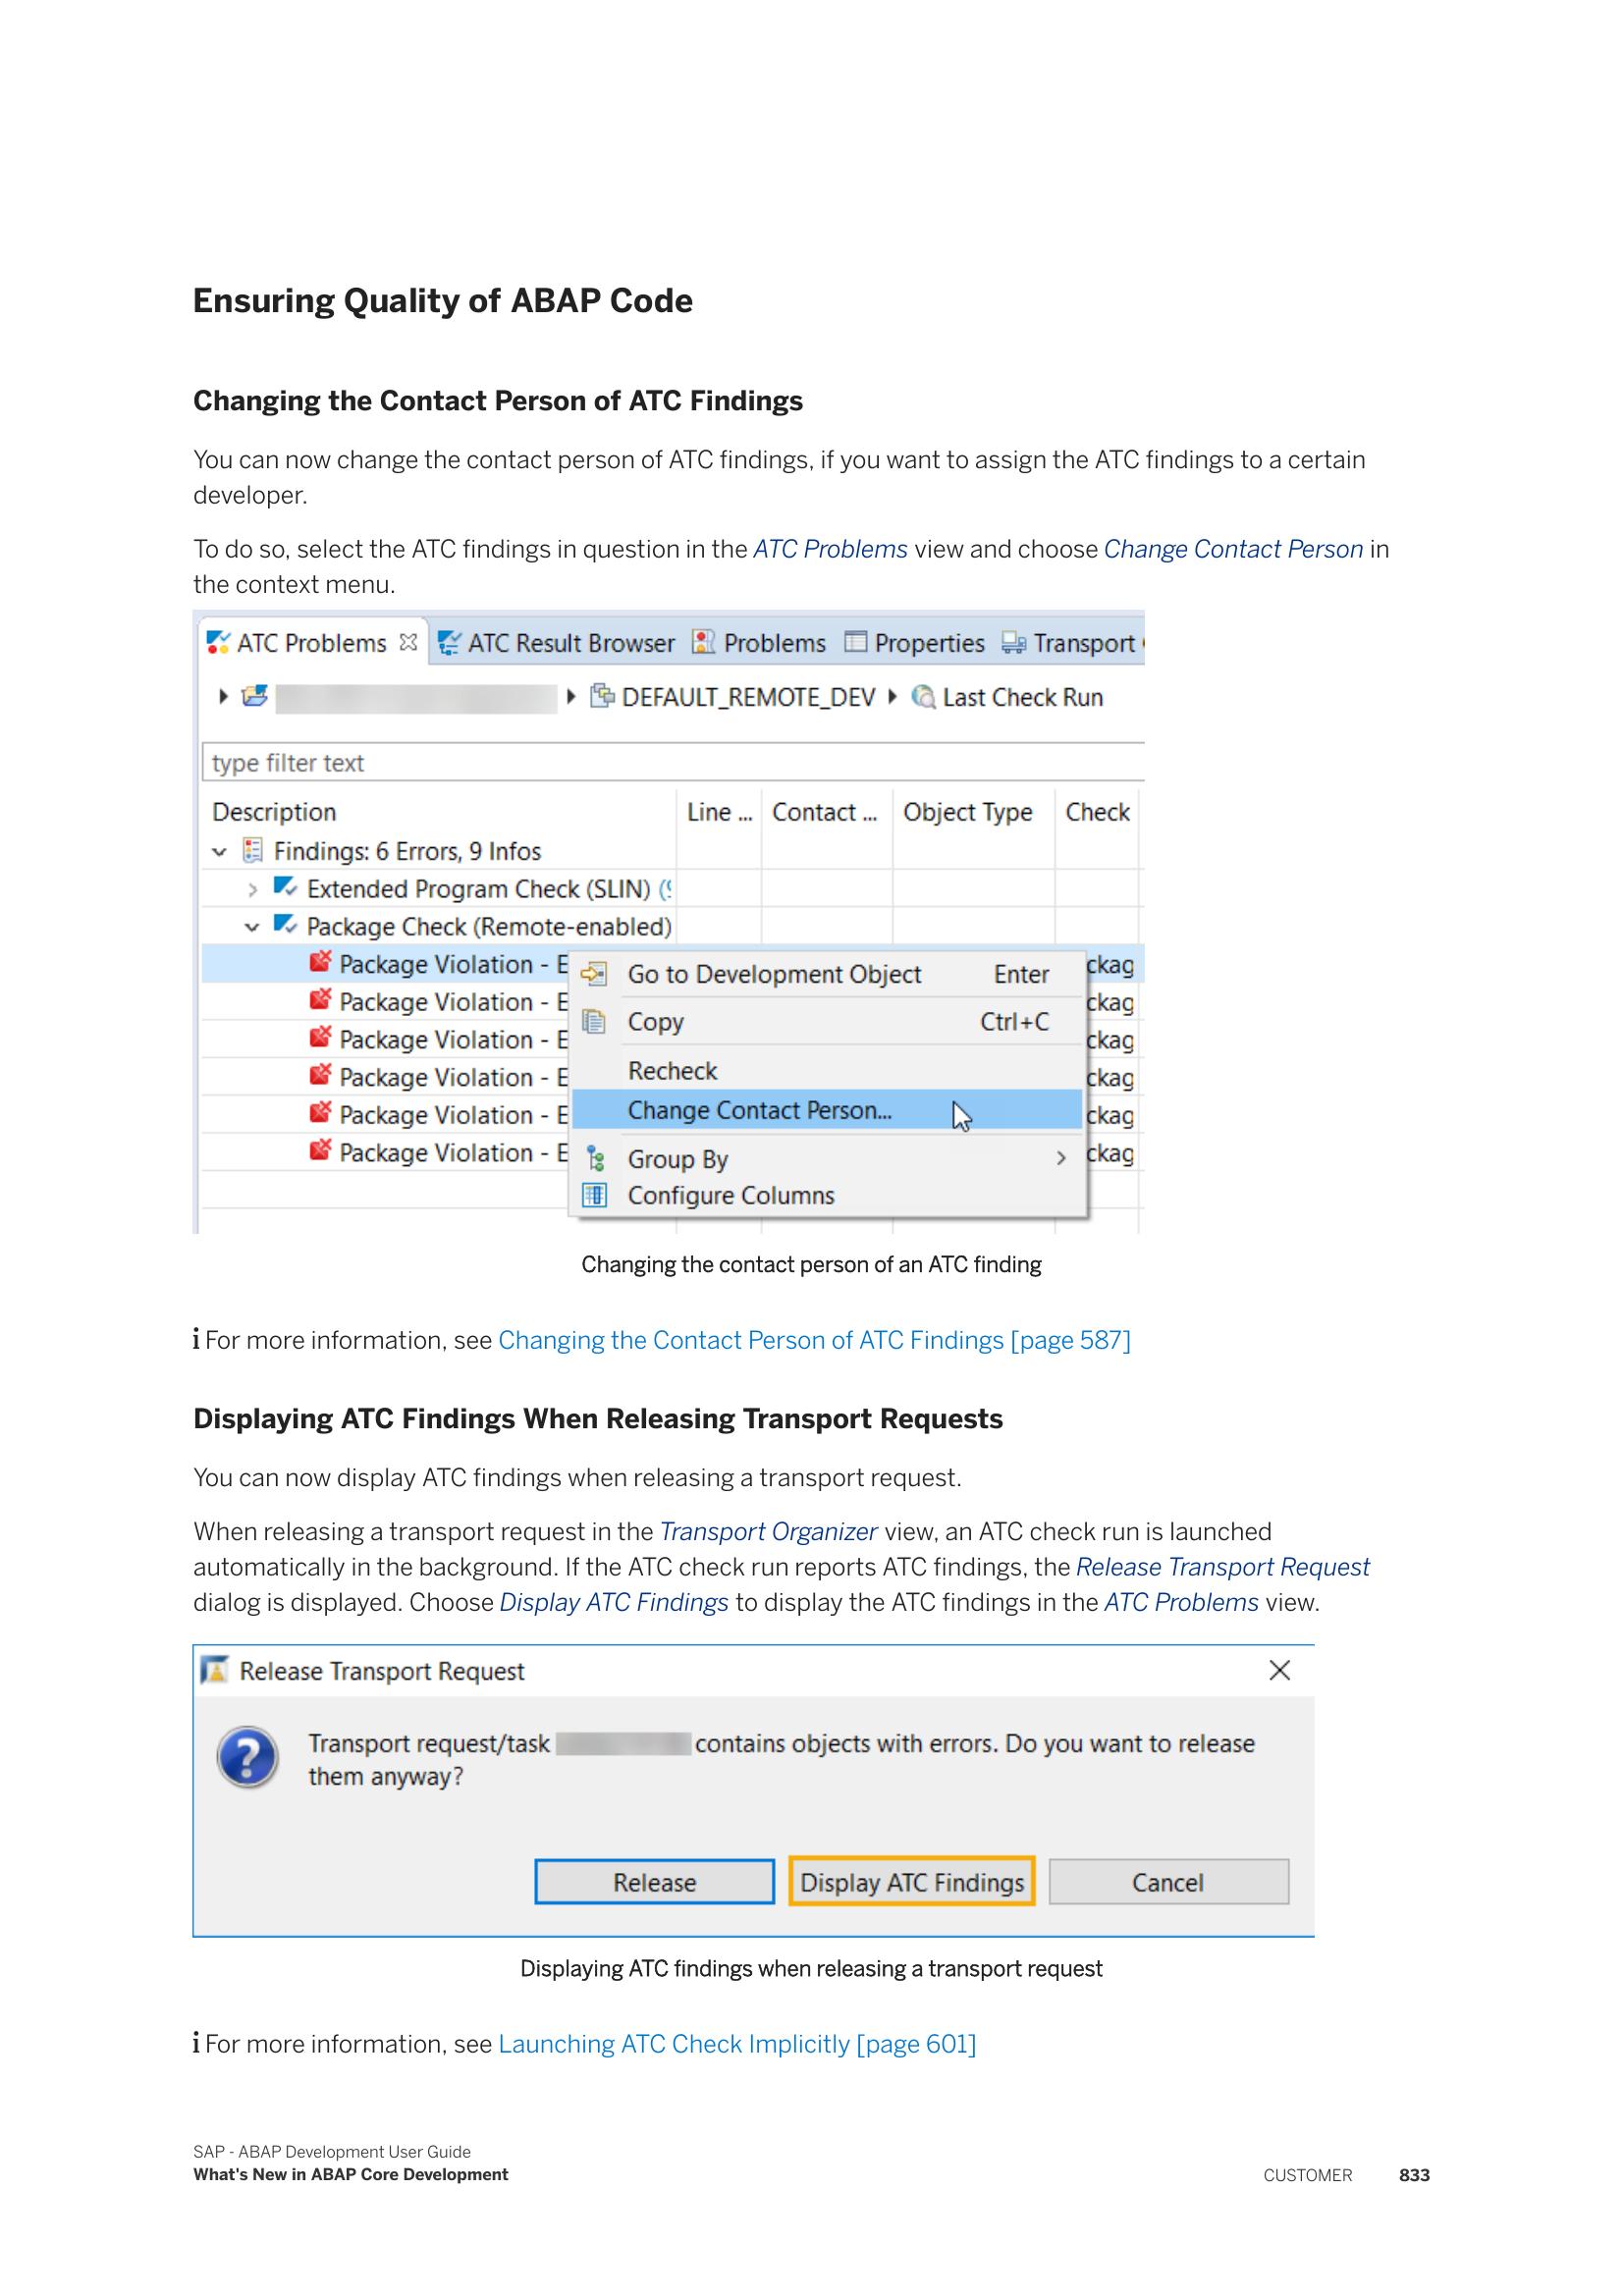 Ensuring Quality of ABAP Code
Changing the Contact Person of ATC Findings
You can now change the contact person of ATC findings, if you want to assign the ATC findings to a certain
developer.
To do so, select the ATC findings in question in the ATC Problems view and choose Change Contact Person in
the context menu.
ATC Problems ATC Result Browser Problems Properties Transport
DEFAULT_REMOTE_DEV Last Check Run
type filter text
Description Line ... Contact ... Object Type Check
Findings: 6 Errors, 9 Infos
Extended Program Check (SLIN)
Package Check (Remote-enabled)
Package Violation - E ckag
Package Violation - E ckag
Package Violation - E ckag
Package Violation - E ckag
Package Violation - E ckag
Package Violation - E ckag
Go to Development Object Enter
Copy Ctrl+C
Recheck
Change Contact Person...
Group By
Configure Columns
Changing the contact person of an ATC finding
i For more information, see Changing the Contact Person of ATC Findings [page 587]
Displaying ATC Findings When Releasing Transport Requests
You can now display ATC findings when releasing a transport request.
When releasing a transport request in the Transport Organizer view, an ATC check run is launched
automatically in the background. If the ATC check run reports ATC findings, the Release Transport Request
dialog is displayed. Choose Display ATC Findings to display the ATC findings in the ATC Problems view.
Release Transport Request
Transport request/task contains objects with errors. Do you want to release
them anyway?
Release Display ATC Findings Cancel
Displaying ATC findings when releasing a transport request
i For more information, see Launching ATC Check Implicitly [page 601]
SAP - ABAP Development User Guide
What's New in ABAP Core Development
CUSTOMER 833